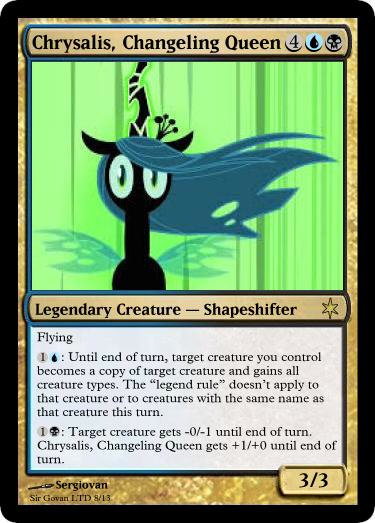 Chrysalis, Changeling Queen 4
Legendary Creature — Shapeshifter
Flying
1 : Until end of turn, target creature you control
becomes a copy of target creature and gains all
creature types. The “legend rule” doesn’t apply to
that creature or to creatures with the same name as
that creature this turn.
1 : Target creature gets -0/-1 until end of turn.
Chrysalis, Changeling Queen gets +1/+0 until end of
turn.
3/3
Sergiovan
Sir Govan LTD 8/13